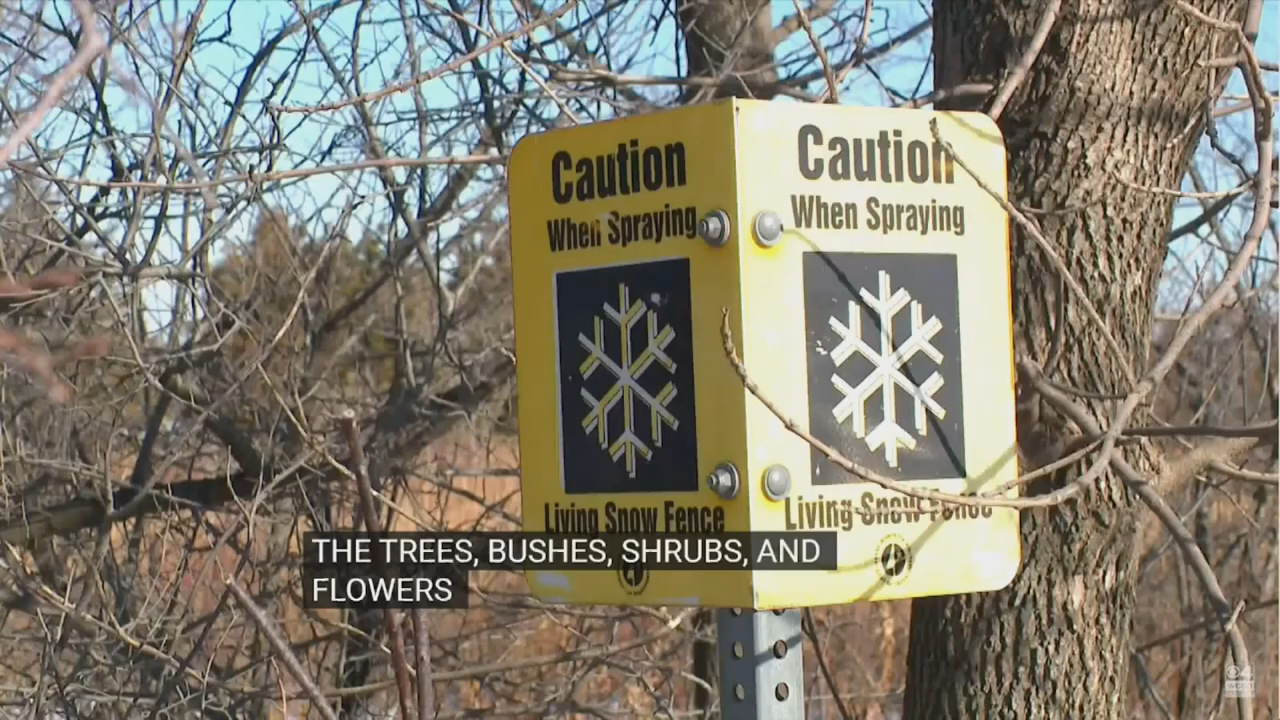 Caution
When Spraying
Living Snow Fence
Caution
When Spraying
Living Snow Fence
THE TREES, BUSHES, SHRUBS, AND
FLOWERS